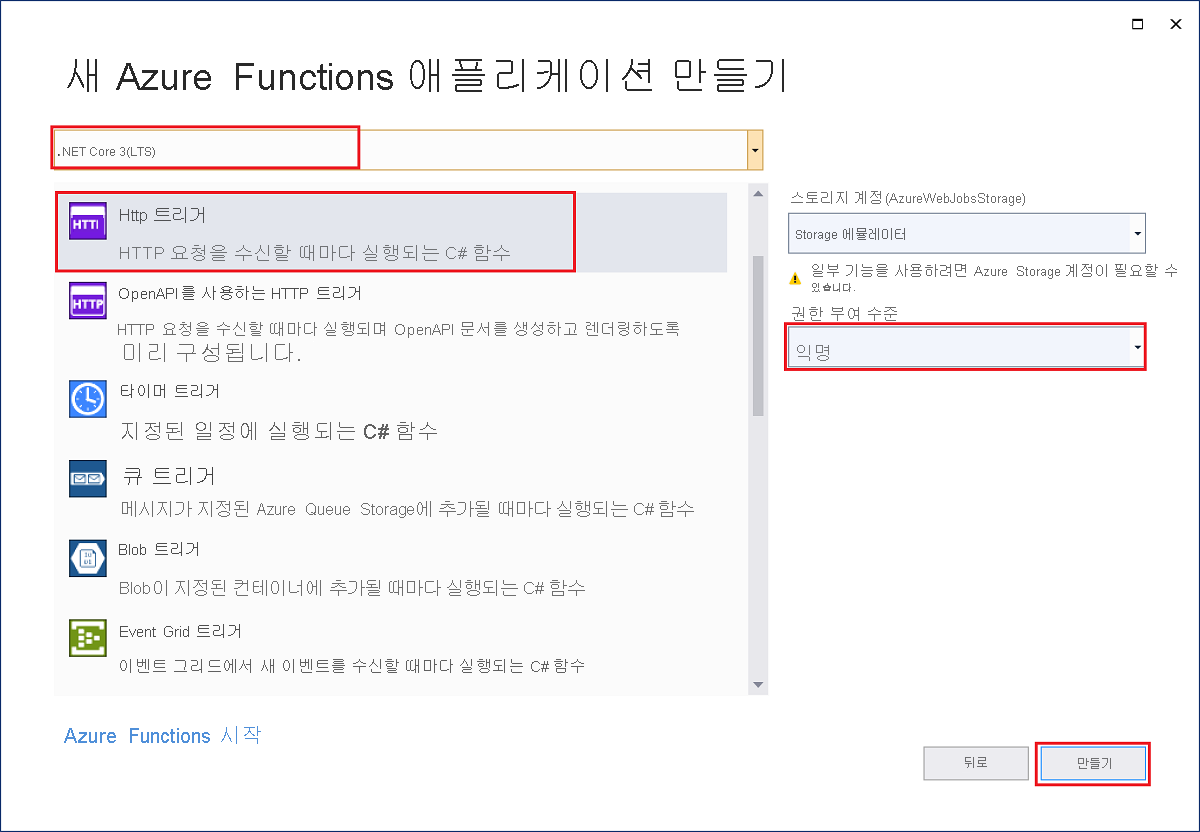 새 Azure Functions 애플리케이션 만들기
.NET Core 3(LTS)
HTTI
Http 트리거
HTTP 요청을 수신할 때마다 실행되는 C# 함수
HTTP
OpenAPI를 사용하는 HTTP 트리거
HTTP 요청을 수신할 때마다 실행되며 OpenAPI 문서를 생성하고 렌더링하도록
미리 구성됩니다.
타이머 트리거
지정된 일정에 실행되는 C# 함수
큐 트리거
메시지가 지정된 Azure Queue Storage에 추가될 때마다 실행되는 C# 함수
Blob 트리거
Blob이 지정된 컨테이너에 추가될 때마다 실행되는 C# 함수
Event Grid 트리거
이벤트 그리드에서 새 이벤트를 수신할 때마다 실행되는 C# 함수
스토리지 계정(AzureWebJobsStorage)
Storage 에뮬레이터
일부 기능을 사용하려면 Azure Storage 계정이 필요할 수
있습니다.
권한 부여 수준
익명
Azure Functions 시작
뒤로
만들기